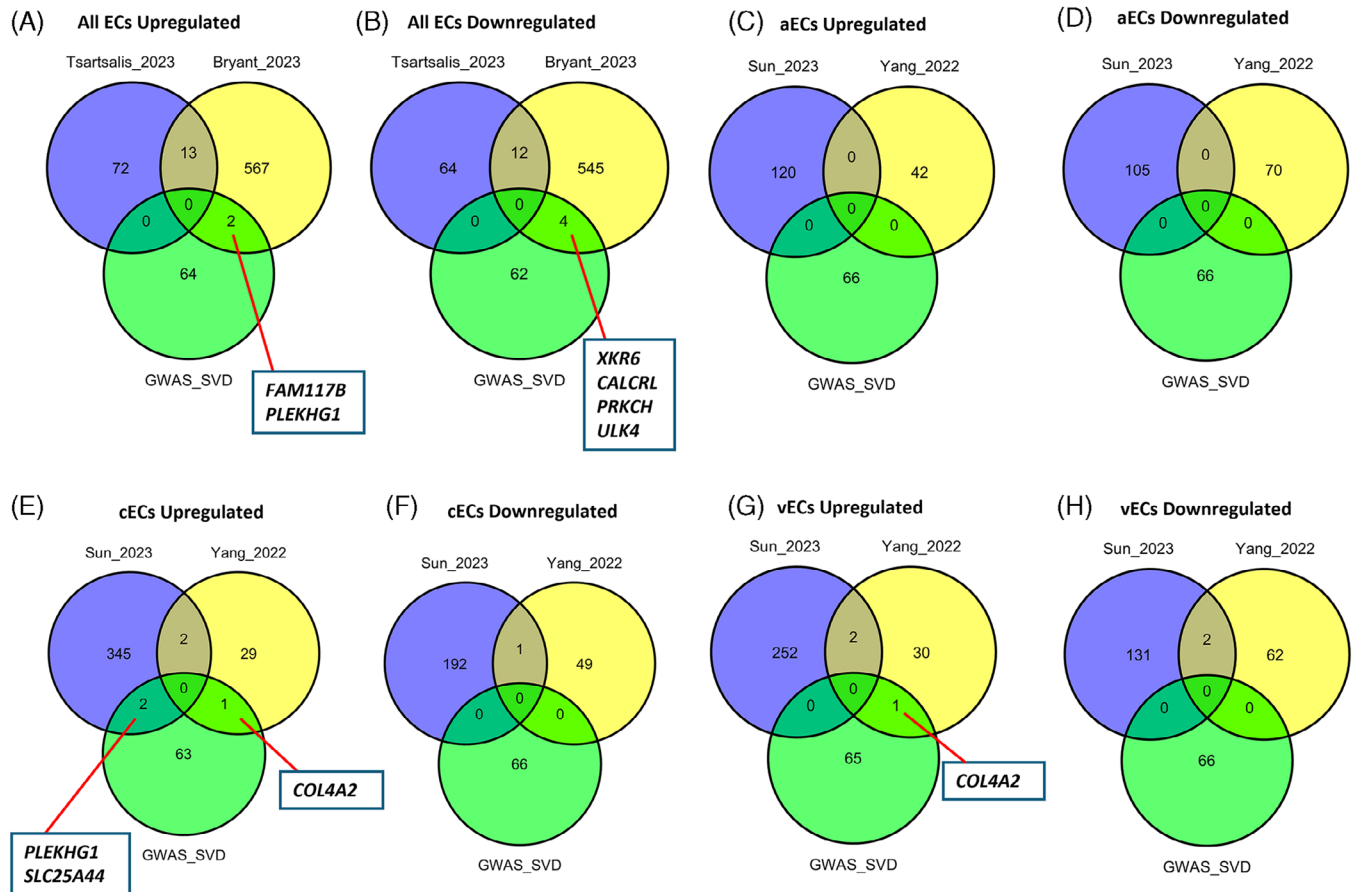 (A) All ECs Upregulated
Tsartsalis_2023 Bryant_2023
72 13 567
0 0 2
64
GWAS_SVD
FAM117B
PLEKHG1
(B) All ECs Downregulated
Tsartsalis_2023 Bryant_2023
64 12 545
0 0 4
62
GWAS_SVD
XKR6
CALCRL
PRKCH
ULK4
(C) aECs Upregulated
Sun_2023 Yang_2022
120 0 42
0 0 0
66
GWAS_SVD
(D) aECs Downregulated
Sun_2023 Yang_2022
105 0 70
0 0 0
66
GWAS_SVD
(E) cECs Upregulated
Sun_2023 Yang_2022
345 2 29
2 0 1
63
GWAS_SVD
COL4A2
PLEKHG1
SLC25A44
(F) cECs Downregulated
Sun_2023 Yang_2022
192 1 49
0 0 0
66
GWAS_SVD
(G) vECs Upregulated
Sun_2023 Yang_2022
252 2 30
0 0 1
65
GWAS_SVD
COL4A2
(H) vECs Downregulated
Sun_2023 Yang_2022
131 2 62
0 0 0
66
GWAS_SVD